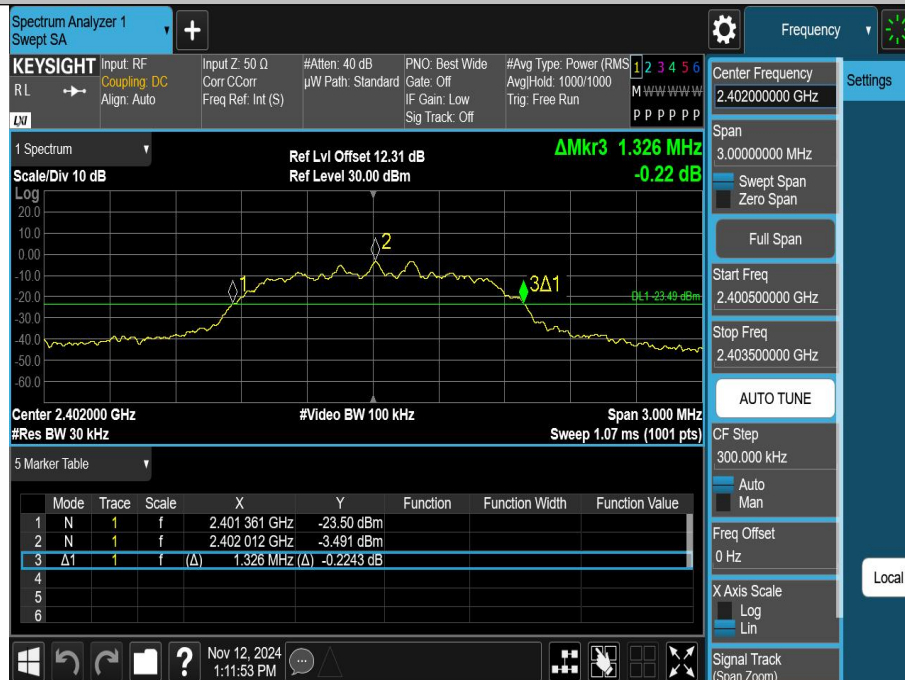 Spectrum Analyzer 1
Swept SA
+
Frequency
KEYSIGHT
RL
LXI
Input: RF
Coupling: DC
Align: Auto
Input Z: 50 Ω
Corr CCorr
Freq Ref: Int (S)
#Atten: 40 dB
µW Path: Standard
PNO: Best Wide
Gate: Off
IF Gain: Low
Sig Track: Off
#Avg Type: Power (RMS
Avg|Hold: 1000/1000
Trig: Free Run
1 2 3 4 5 6
M W W W W W
P P P P P P
1 Spectrum
Scale/Div 10 dB
Ref Lvl Offset 12.31 dB
Ref Level 30.00 dBm
ΔMkr3 1.326 MHz
-0.22 dB
Log
20.0
10.0
0.00
-10.0
-20.0
-30.0
-40.0
-50.0
-60.0
1
2
3Δ1
DL1 -23.49 dBm
Center 2.402000 GHz
#Video BW 100 kHz
Span 3.000 MHz
#Res BW 30 kHz
Sweep 1.07 ms (1001 pts)
5 Marker Table
Mode Trace Scale X Y Function Function Width Function Value
1 N 1 f 2.401 361 GHz -23.50 dBm
2 N 1 f 2.402 012 GHz -3.491 dBm
3 Δ1 1 f (Δ) 1.326 MHz (Δ) -0.2243 dB
4
5
6
?
Nov 12, 2024
1:11:53 PM
Center Frequency
2.402000000 GHz
Settings
Span
3.00000000 MHz
Swept Span
Zero Span
Full Span
Start Freq
2.400500000 GHz
Stop Freq
2.403500000 GHz
AUTO TUNE
CF Step
300.000 kHz
Auto
Man
Freq Offset
0 Hz
Local
X Axis Scale
Log
Lin
Signal Track
(Span Zoom)